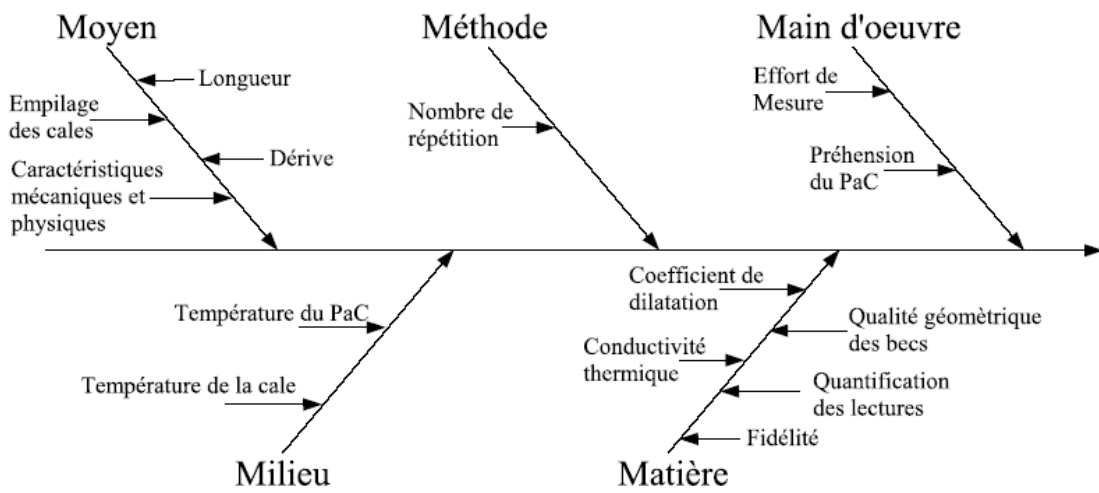 Moyen
Méthode
Main d'oeuvre
Longueur
Empilage
des cales
Dérive
Caractéristiques
mécaniques et
physiques
Nombre de
répétition
Effort de
Mesure
Préhension
du PaC
Température du PaC
Température de la cale
Milieu
Coefficient de
dilatation
Qualité géomètrique
des becs
Conductivité
thermique
Quantification
des lectures
Fidélité
Matière